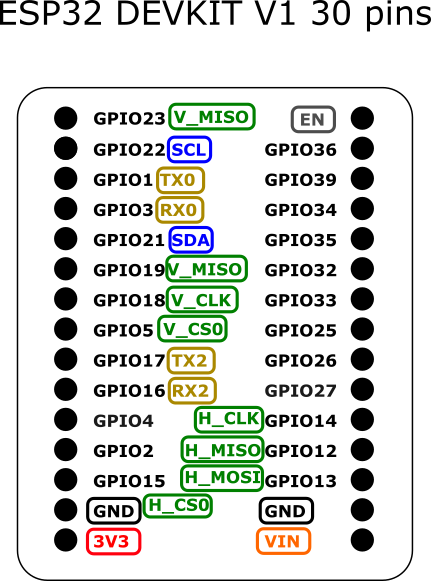 ESP32 DEVKIT V1 30 pins
GPIO23 V_MISO EN
GPIO22 SCL GPIO36
GPIO1 TX0 GPIO39
GPIO3 RX0 GPIO34
GPIO21 SDA GPIO35
GPIO19 V_MISO GPIO32
GPIO18 V_CLK GPIO33
GPIO5 V_CS0 GPIO25
GPIO17 TX2 GPIO26
GPIO16 RX2 GPIO27
GPIO4 H_CLK GPIO14
GPIO2 H_MISO GPIO12
GPIO15 H_MOSI GPIO13
GND H_CS0 GND
3V3 VIN